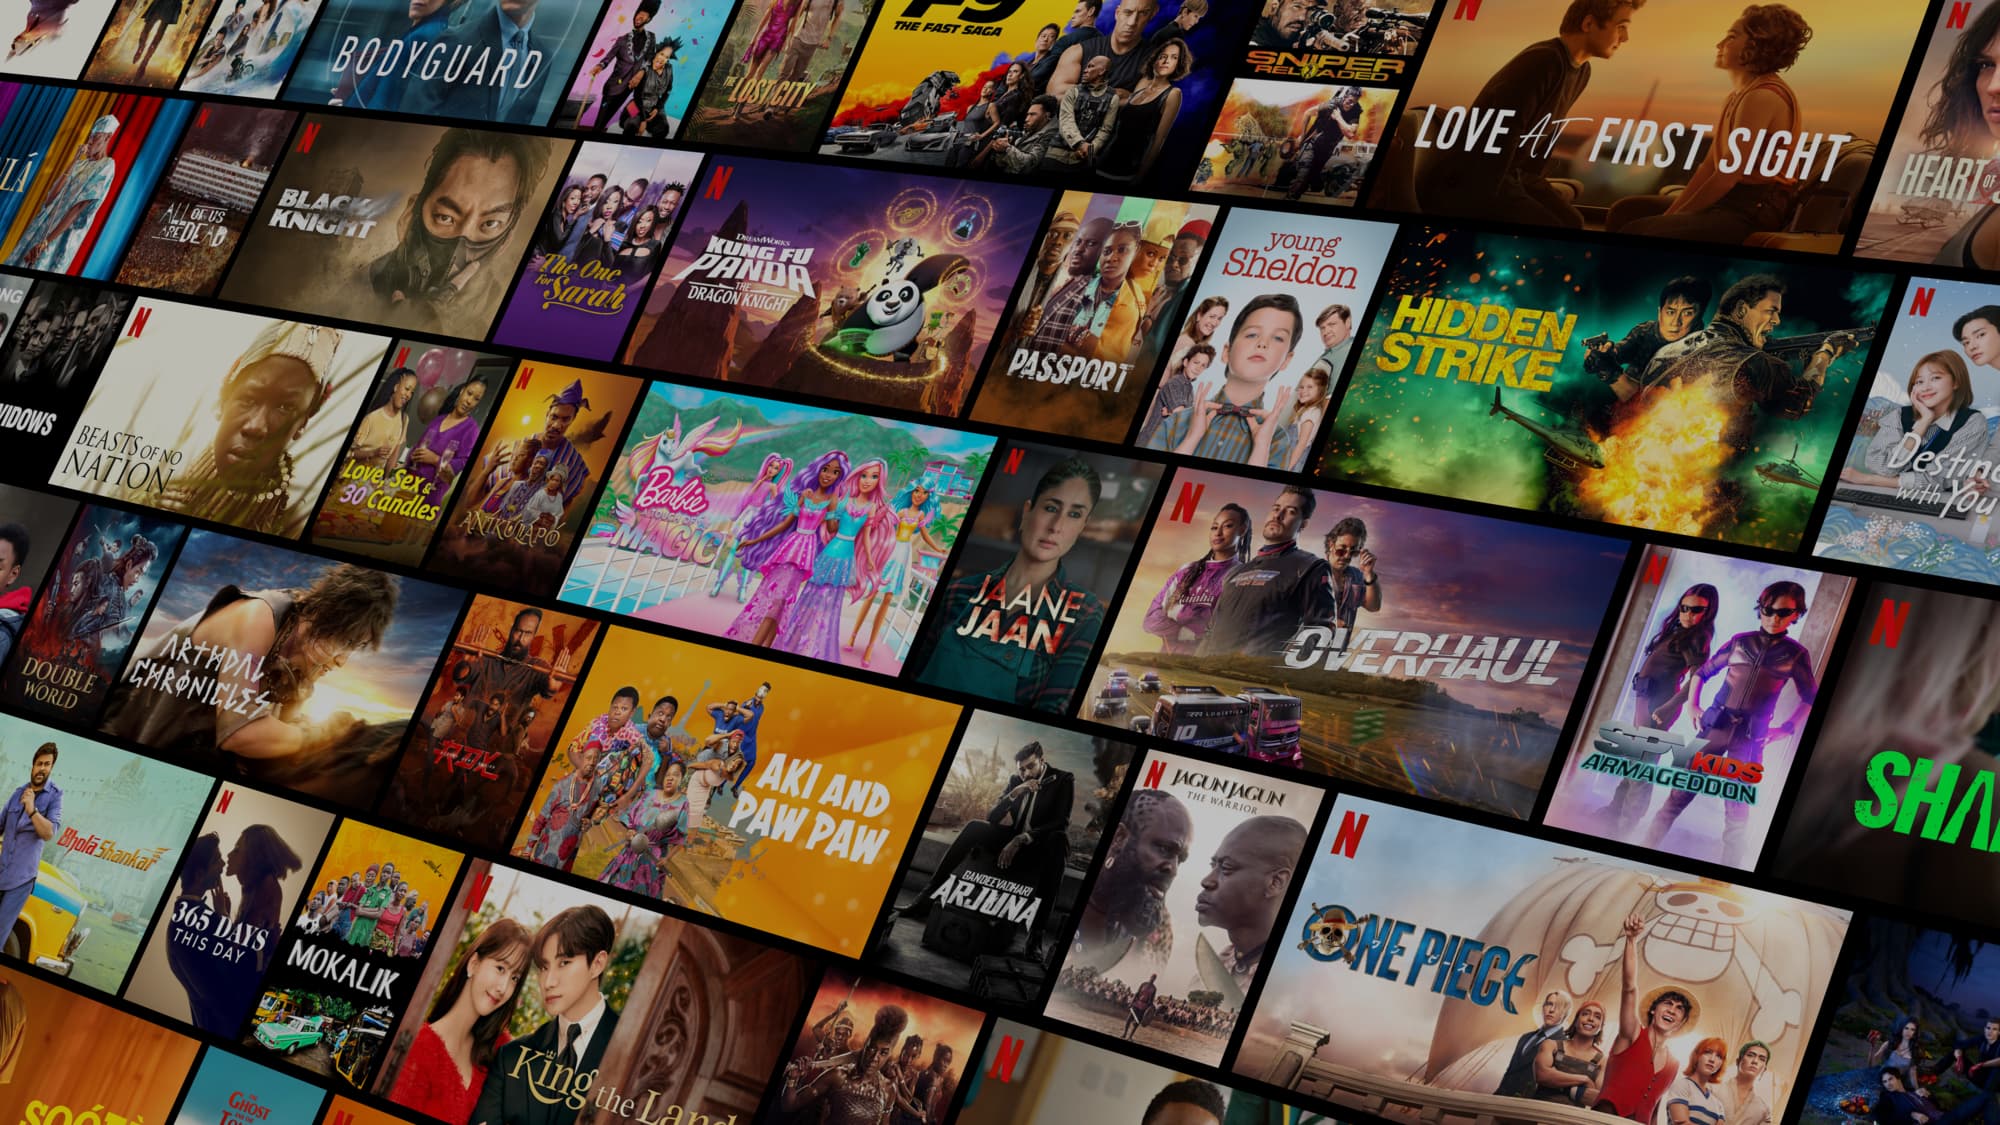 BODYGUARD
THE LOST CITY
F9
THE FAST SAGA
SNIPER
RELOADED
N
LOVE AT FIRST SIGHT
N
HEART OF
N
ALL OF US
ARE DEAD
N
BLACK
KNIGHT
The One
For
Sarah
N
DREAMWORKS
KUNG FU
PANDA
THE
DRAGON KNIGHT
PASSPORT
young
Sheldon
HIDDEN
STRIKE
N
Destined
with You
WIDOWS
N
BEASTS OF NO
NATION
N
Love, Sex &
30 Candles
N
ANIKULAPO
Barbie
A TOUCH OF
MAGIC
N
JAANE
JAAN
N
OVERHAUL
N
SPY KIDS
ARMAGEDDON
N
SHA
DOUBLE
WORLD
ARTHDAL
CHRONICLES
RDX
AKI AND
PAW PAW
GANDEEVADHARI
ARJUNA
N
JAGUN JAGUN
THE WARRIOR
N
ONE PIECE
Bholaa Shankar
N
365 DAYS
THIS DAY
MOKALIK
N
King the Land
N
THE
GHOST
AND THE
N